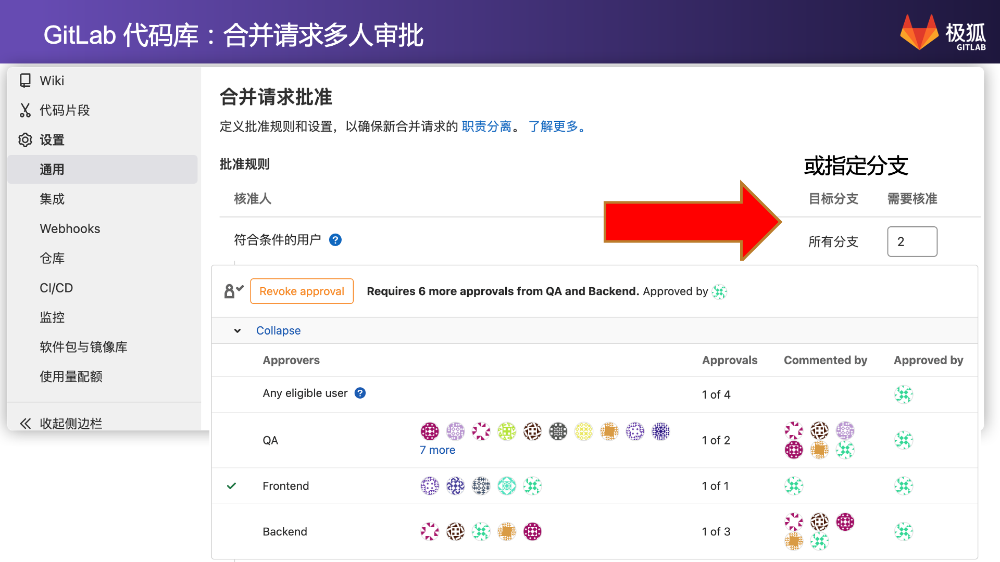 GitLab 代码库：合并请求多人审批
极狐
GITLAB
Wiki
代码片段
设置
通用
集成
Webhooks
仓库
CI/CD
监控
软件包与镜像库
使用量配额
收起侧边栏
合并请求批准
定义批准规则和设置，以确保新合并请求的 职责分离。 了解更多。
批准规则
或指定分支
核准人 目标分支 需要核准
符合条件的用户 ? 所有分支 2
Revoke approval Requires 6 more approvals from QA and Backend. Approved by
Collapse
Approvers Approvals Commented by Approved by
Any eligible user ? 1 of 4
QA 1 of 2
7 more
Frontend 1 of 1
Backend 1 of 3